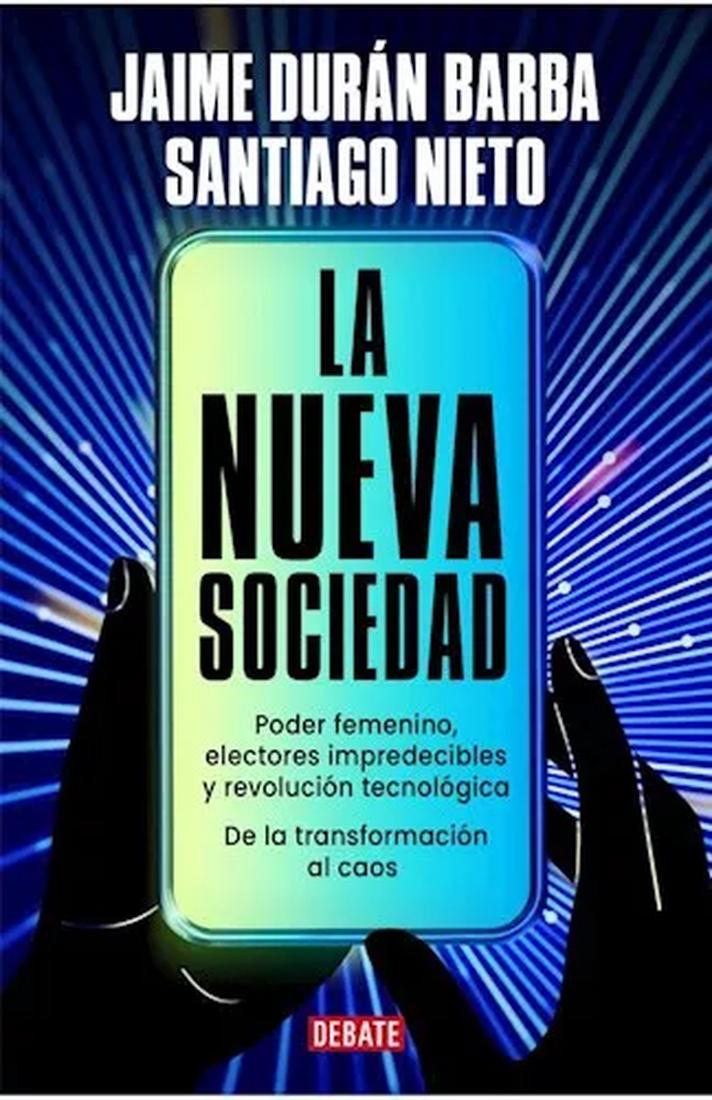 JAIME DURÁN BARBA
SANTIAGO NIETO
LA
NUEVA
SOCIEDAD
Poder femenino,
electores impredecibles
y revolución tecnológica
De la transformación
al caos
DEBATE